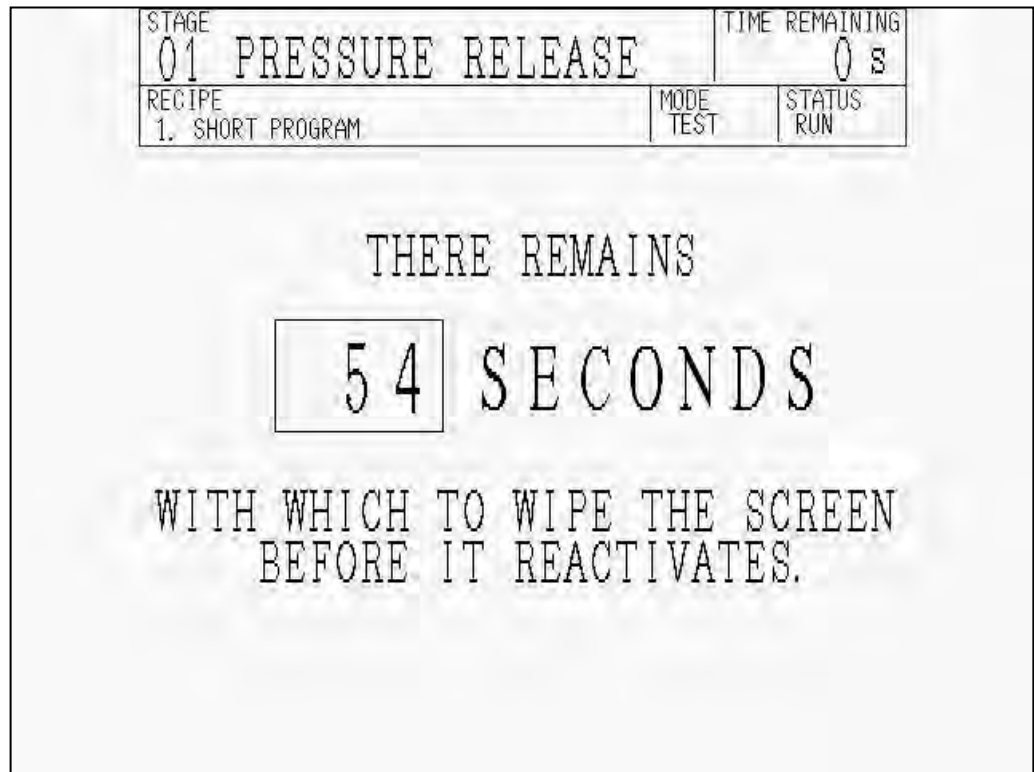 STAGE
01 PRESSURE RELEASE
TIME REMAINING
0 s
RECIPE
1. SHORT PROGRAM
MODE
TEST
STATUS
RUN
THERE REMAINS
54 SECONDS
WITH WHICH TO WIPE THE SCREEN
BEFORE IT REACTIVATES.